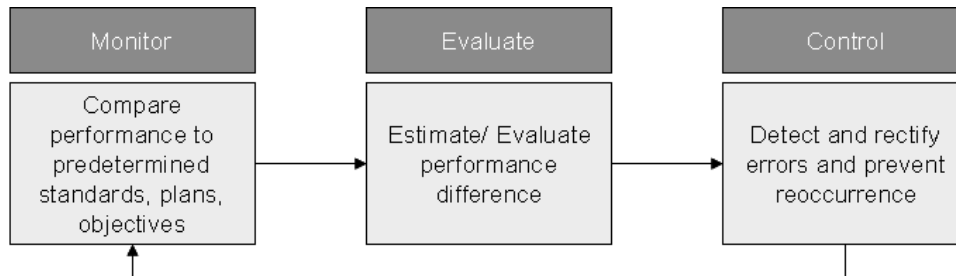 Monitor
Evaluate
Control
Compare
performance to
predetermined
standards, plans,
objectives
Estimate/ Evaluate
performance
difference
Detect and rectify
errors and prevent
reoccurrence